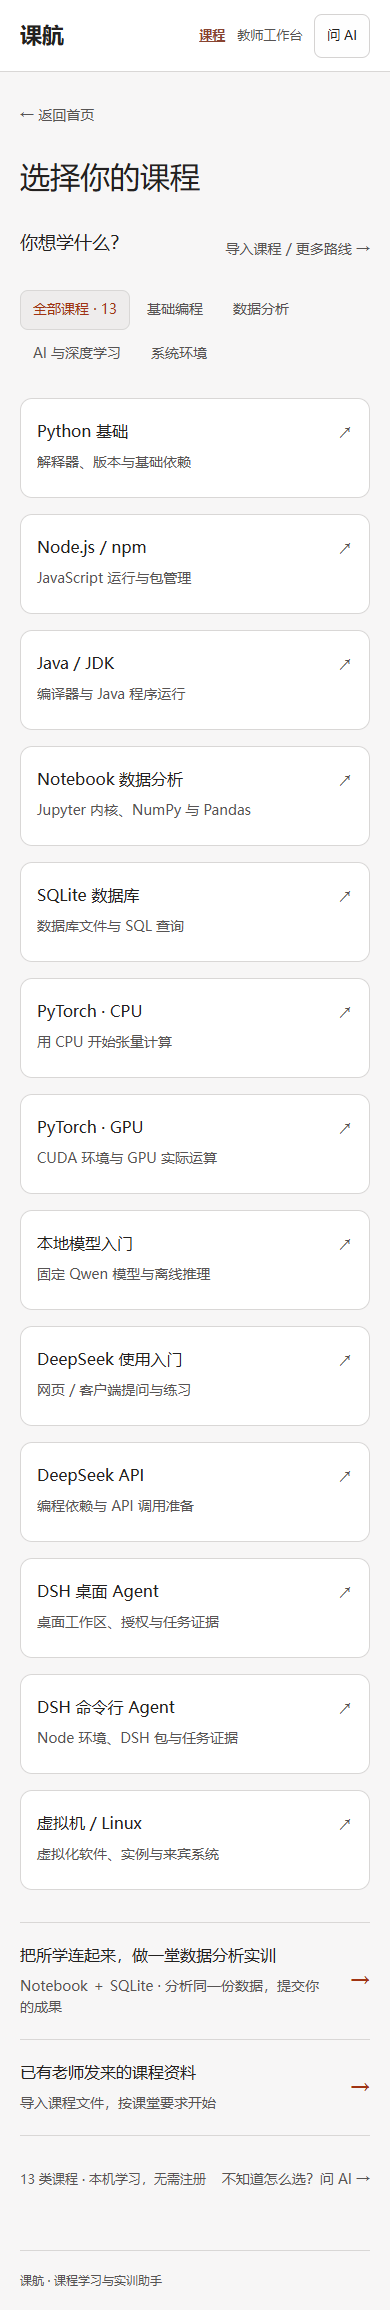 课航
课程 教师工作台 问 AI
← 返回首页
选择你的课程
你想学什么？
导入课程 / 更多路线 →
全部课程 · 13 基础编程 数据分析
AI 与深度学习 系统环境
Python 基础 ↗
解释器、版本与基础依赖
Node.js / npm ↗
JavaScript 运行与包管理
Java / JDK ↗
编译器与 Java 程序运行
Notebook 数据分析 ↗
Jupyter 内核、NumPy 与 Pandas
SQLite 数据库 ↗
数据库文件与 SQL 查询
PyTorch · CPU ↗
用 CPU 开始张量计算
PyTorch · GPU ↗
CUDA 环境与 GPU 实际运算
本地模型入门 ↗
固定 Qwen 模型与离线推理
DeepSeek 使用入门 ↗
网页 / 客户端提问与练习
DeepSeek API ↗
编程依赖与 API 调用准备
DSH 桌面 Agent ↗
桌面工作区、授权与任务证据
DSH 命令行 Agent ↗
Node 环境、DSH 包与任务证据
虚拟机 / Linux ↗
虚拟化软件、实例与来宾系统
把所学连起来，做一堂数据分析实训
Notebook + SQLite · 分析同一份数据，提交你
的成果
→
已有老师发来的课程资料
导入课程文件，按课堂要求开始
→
13 类课程 · 本机学习，无需注册 不知道怎么选？问 AI →
课航 · 课程学习与实训助手